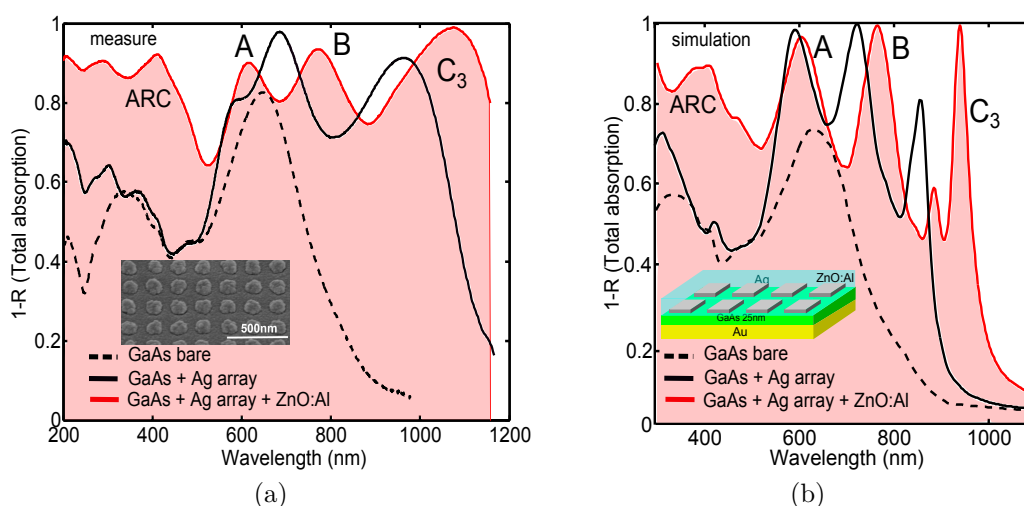 measure
A
B
C3
ARC
1-R (Total absorption)
1
0.8
0.6
0.4
0.2
0
500nm
GaAs bare
GaAs + Ag array
GaAs + Ag array + ZnO:Al
200
400
600
800
1000
1200
Wavelength (nm)
(a)
simulation
A
B
C3
ARC
1-R (Total absorption)
1
0.8
0.6
0.4
0.2
0
Ag
ZnO:Al
GaAs 25nm
Au
GaAs bare
GaAs + Ag array
GaAs + Ag array + ZnO:Al
400
600
800
1000
Wavelength (nm)
(b)